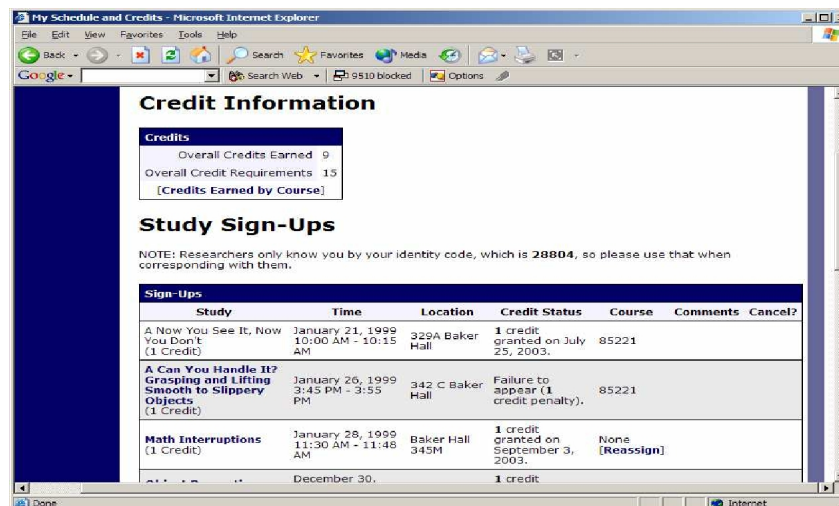 My Schedule and Credits - Microsoft Internet Explorer
File Edit View Favorites Tools Help
Back Search Favorites Media
Google Search Web 9510 blocked Options
Credit Information
Credits
Overall Credits Earned 9
Overall Credit Requirements 15
[Credits Earned by Course]
Study Sign-Ups
NOTE: Researchers only know you by your identity code, which is 28804, so please use that when
corresponding with them.
Sign-Ups
Study Time Location Credit Status Course Comments Cancel?
A Now You See It, Now
You Don't
(1 Credit)
January 21, 1999
10:00 AM - 10:15
AM
329A Baker
Hall
1 credit
granted on July
25, 2003.
85221
A Can You Handle It?
Grasping and Lifting
Smooth to Slippery
Objects
(1 Credit)
January 26, 1999
3:45 PM - 3:55
PM
342 C Baker
Hall
Failure to
appear (1
credit penalty).
85221
Math Interruptions
(1 Credit)
January 28, 1999
11:30 AM - 11:48
AM
Baker Hall
345M
1 credit
granted on
September 3,
2003.
None
[Reassign]
December 30,
1 credit
Done Internet